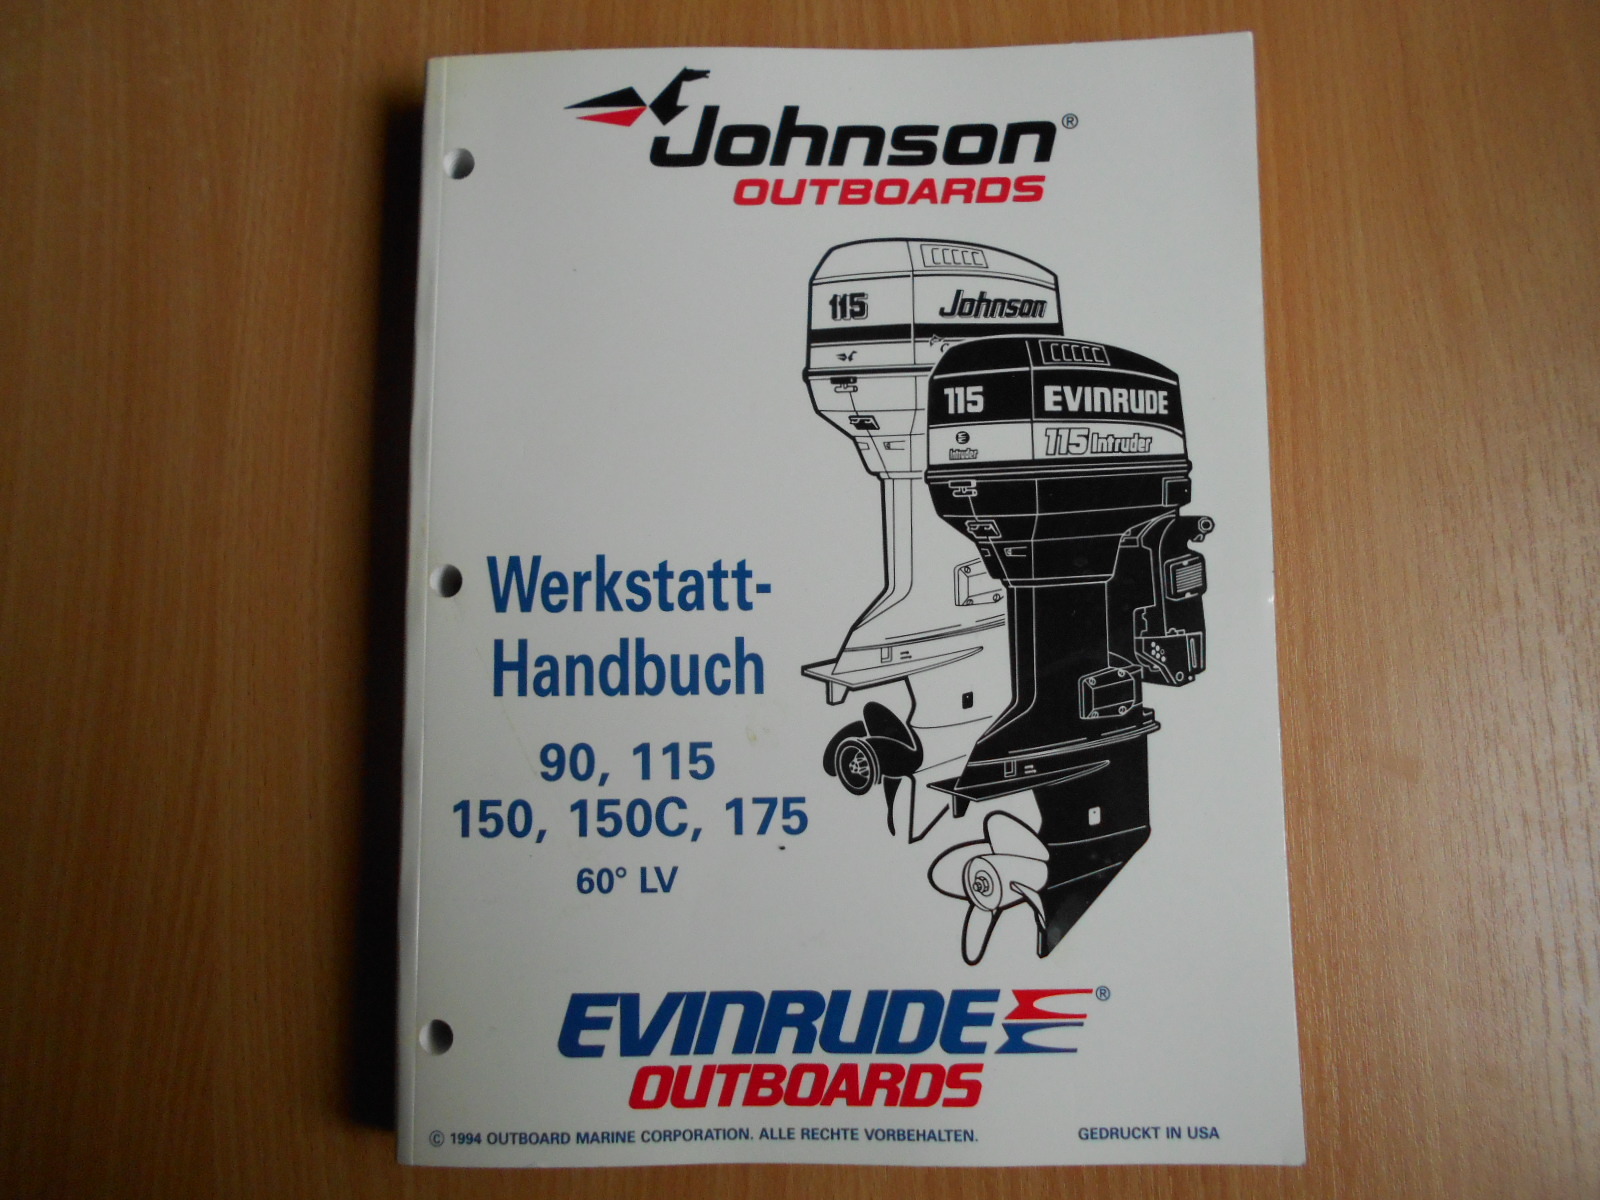 Johnson®
OUTBOARDS
115 Johnson
115 EVINRUDE
Intruder 115 Intruder
Werkstatt-
Handbuch
90, 115
150, 150C, 175
60° LV
EVINRUDE®
OUTBOARDS
© 1994 OUTBOARD MARINE CORPORATION. ALLE RECHTE VORBEHALTEN. GEDRUCKT IN USA